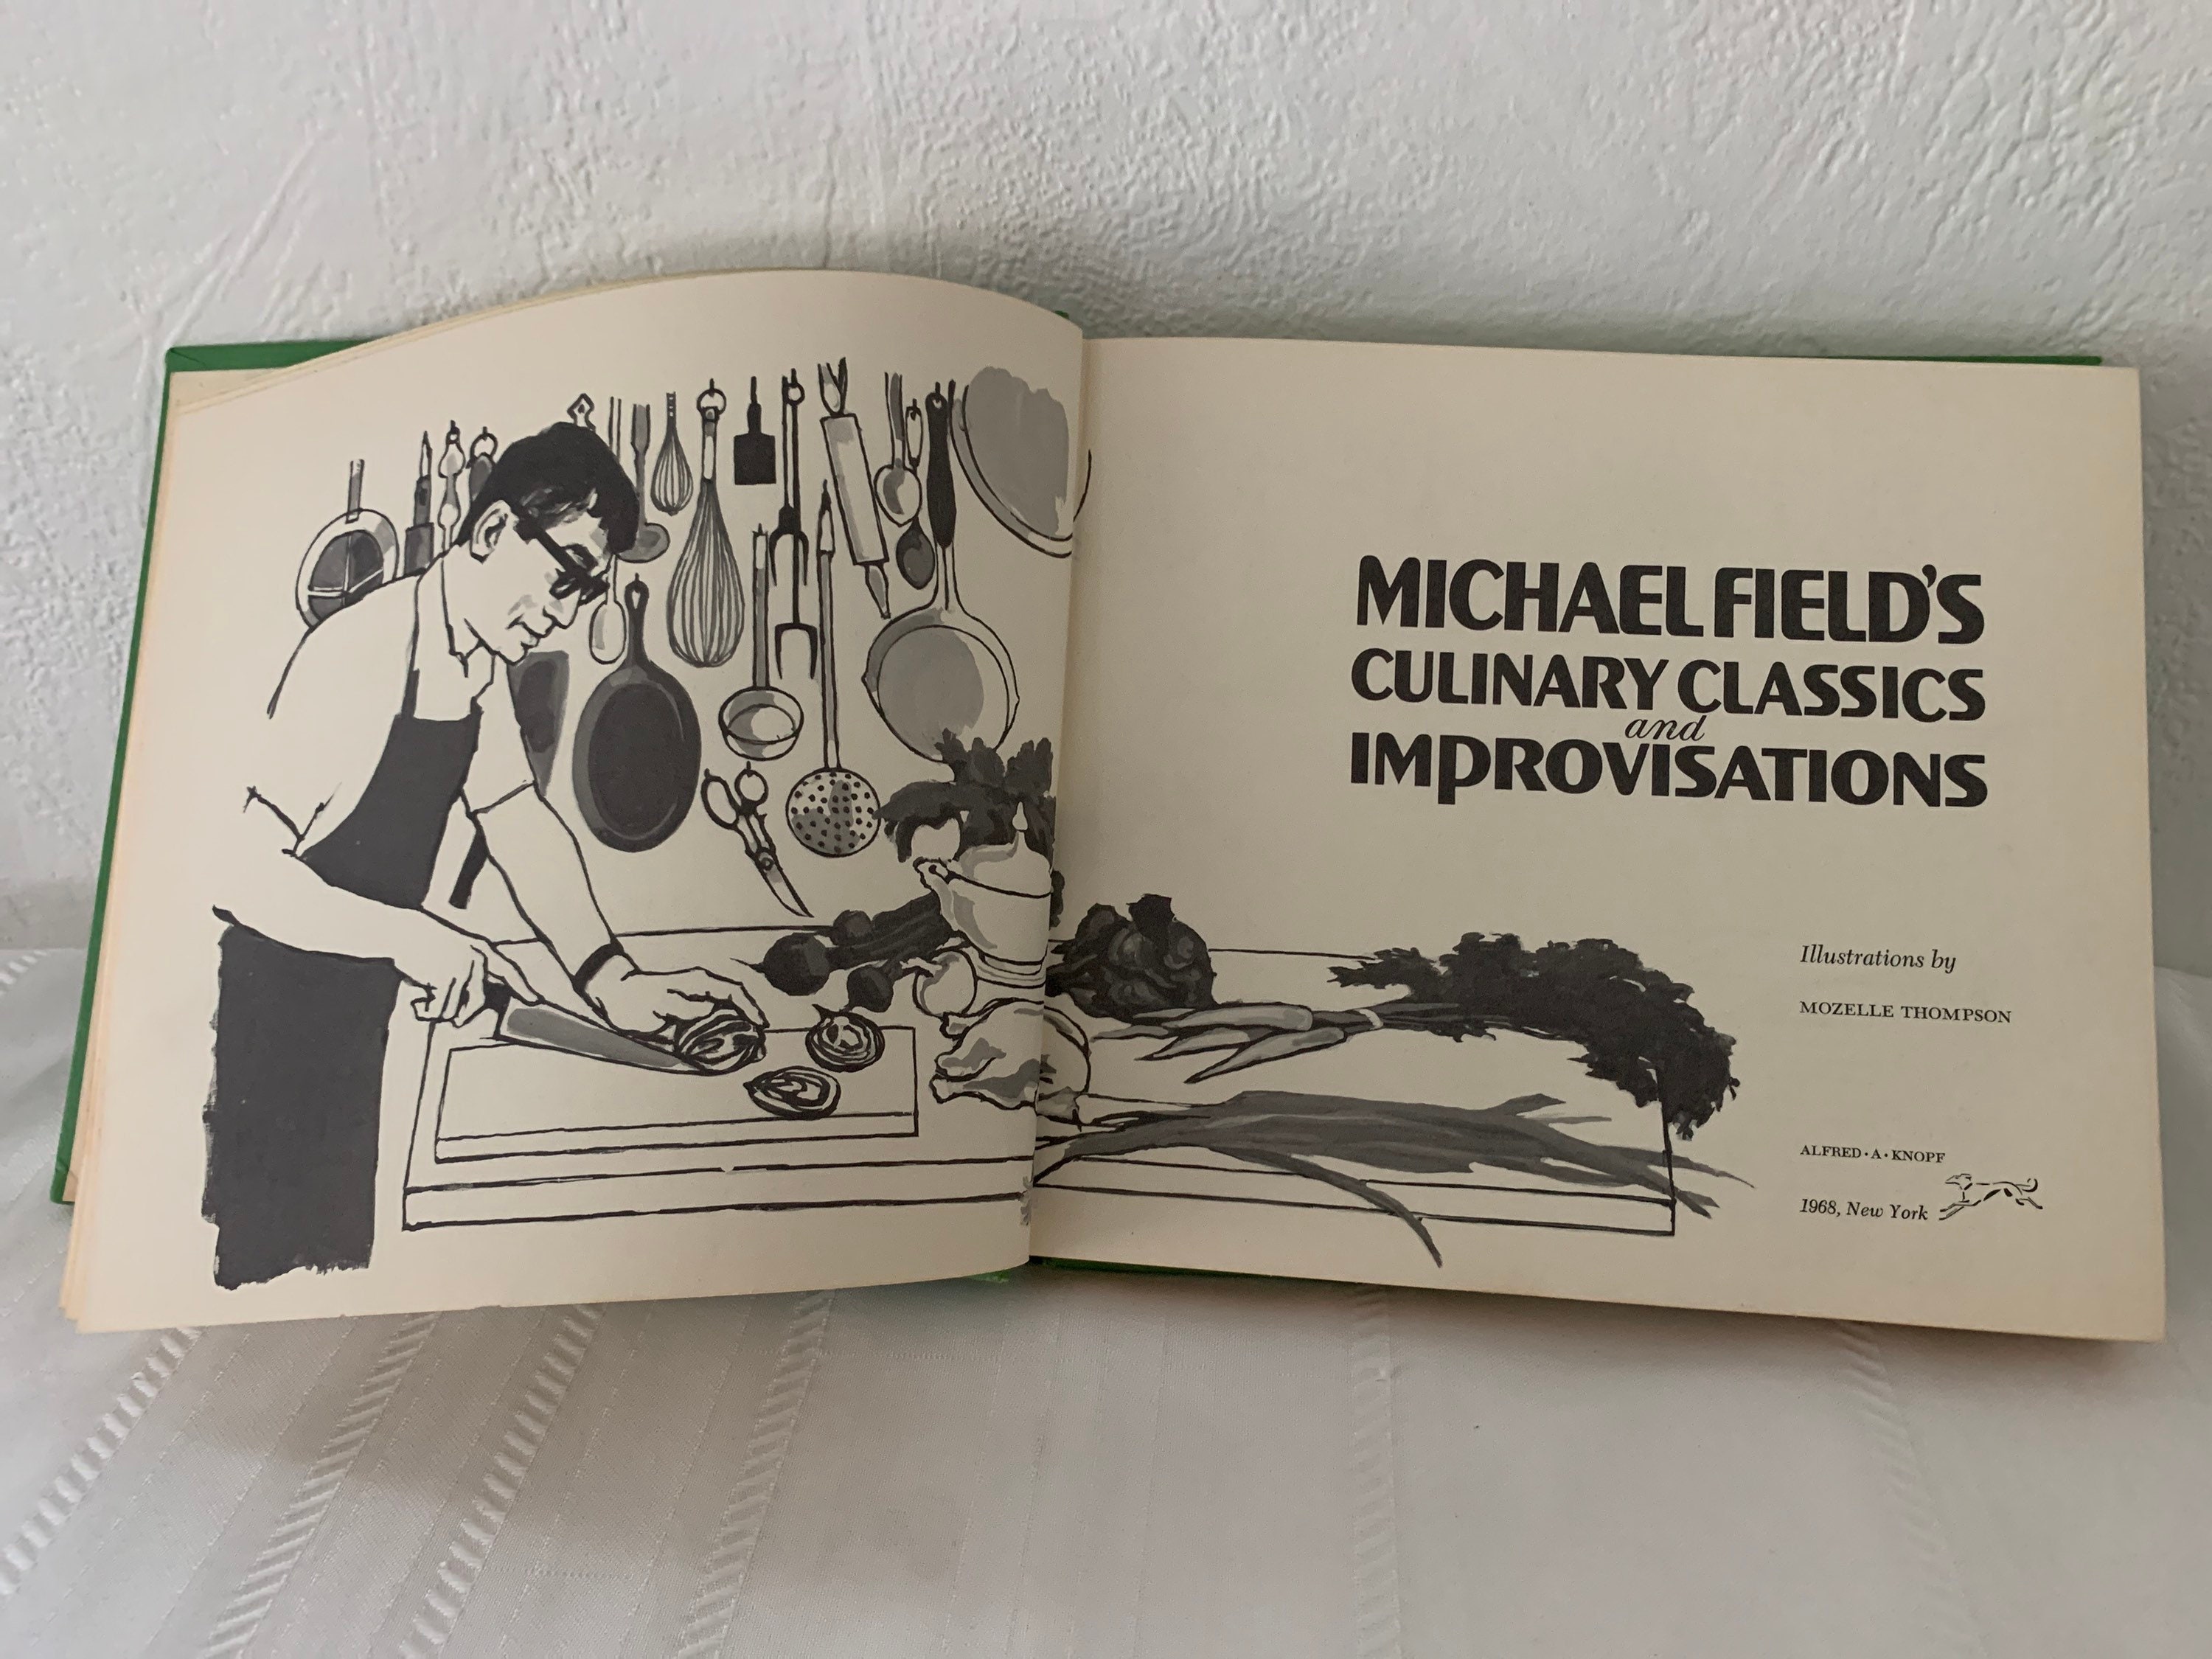 MICHAEL FIELD'S
CULINARY CLASSICS
and
IMPROVISATIONS
Illustrations by
MOZELLE THOMPSON
ALFRED·A·KNOPF
1968, New York